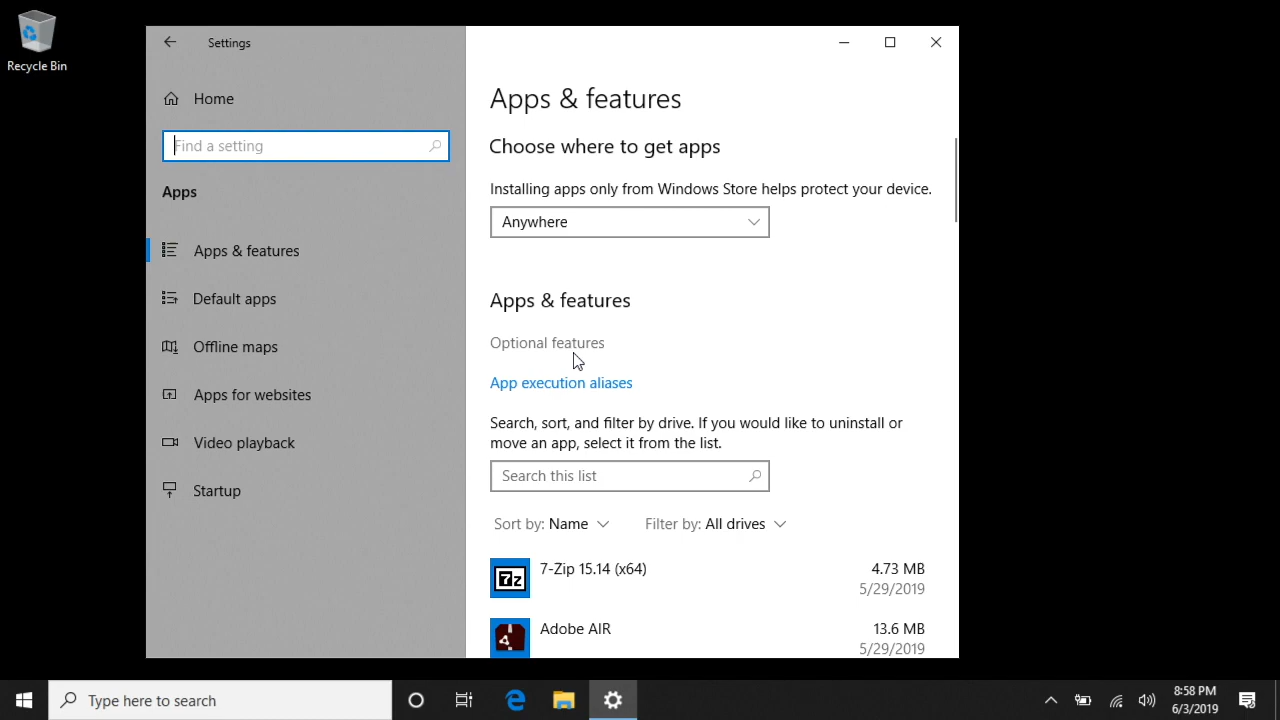 Recycle Bin
Settings
Home
Find a setting
Apps
Apps & features
Default apps
Offline maps
Apps for websites
Video playback
Startup
Apps & features
Choose where to get apps
Installing apps only from Windows Store helps protect your device.
Anywhere
Apps & features
Optional features
App execution aliases
Search, sort, and filter by drive. If you would like to uninstall or
move an app, select it from the list.
Search this list
Sort by: Name
Filter by: All drives
7-Zip 15.14 (x64)
4.73 MB
5/29/2019
7z
Adobe AIR
13.6 MB
5/29/2019
Type here to search
8:58 PM
6/3/2019